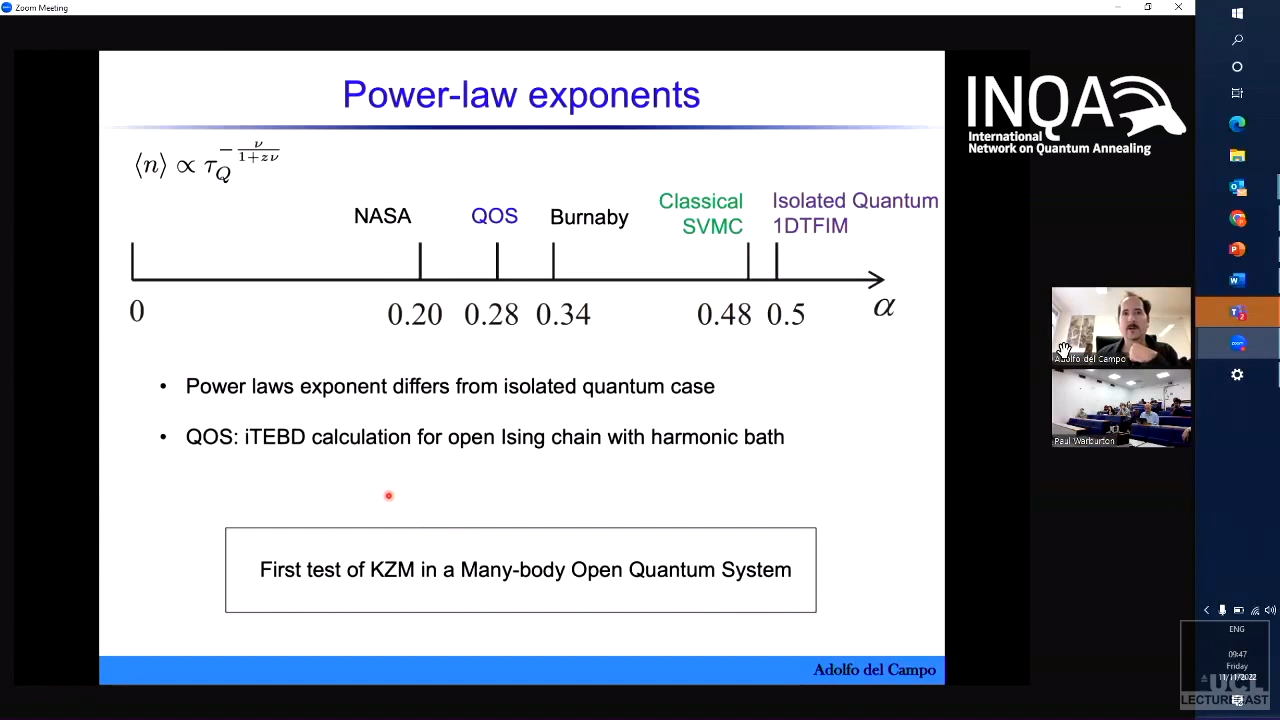 Zoom Meeting
Power-law exponents
⟨n⟩ ∝ τ_Q^{-ν/(1+zν)}
NASA
QOS
Burnaby
Classical
SVMC
Isolated Quantum
1DTFIM
0
0.20
0.28
0.34
0.48
0.5
α
• Power laws exponent differs from isolated quantum case
• QOS: iTEBD calculation for open Ising chain with harmonic bath
First test of KZM in a Many-body Open Quantum System
Adolfo del Campo
INQA
International
Network on Quantum Annealing
Adolfo del Campo
Paul Warburton
ENG
09:47
Friday
11/11/2022
UCL
LECTURECAST